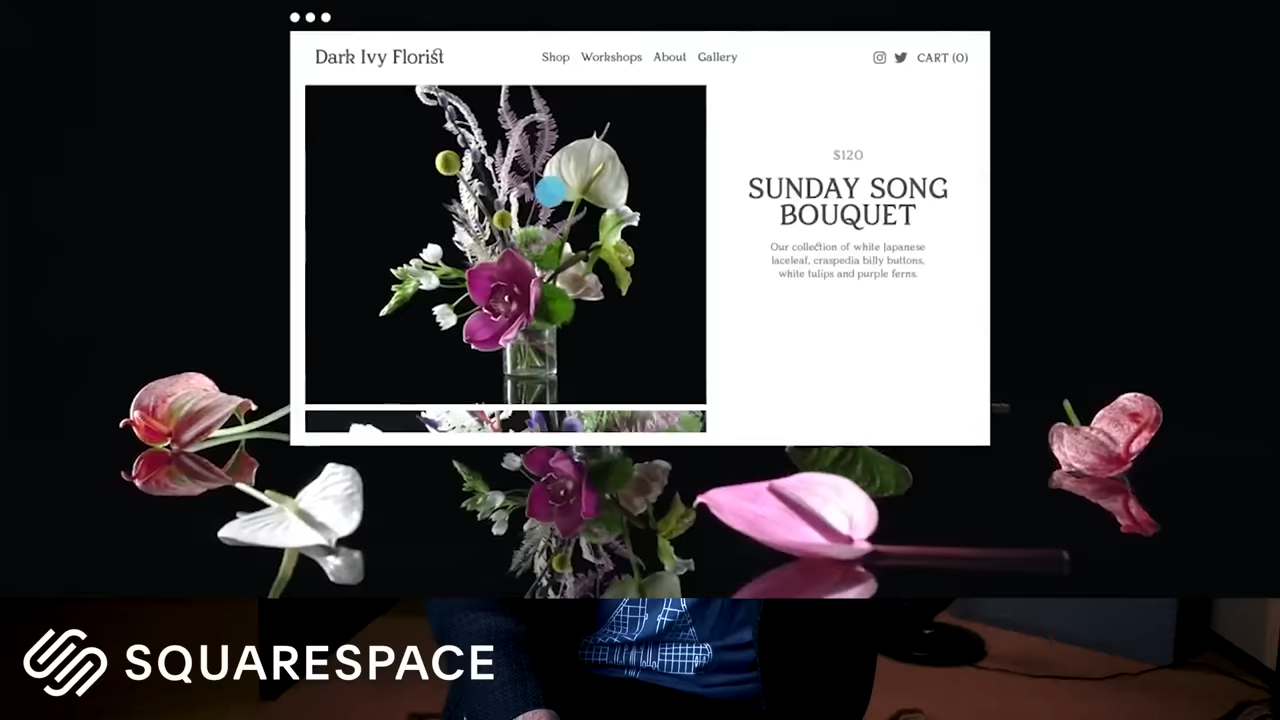 Dark Ivy Florist
Shop Workshops About Gallery
CART (0)
$120
SUNDAY SONG
BOUQUET
Our collection of white Japanese
laceleaf, craspedia billy buttons,
white tulips and purple ferns.
SQUARESPACE